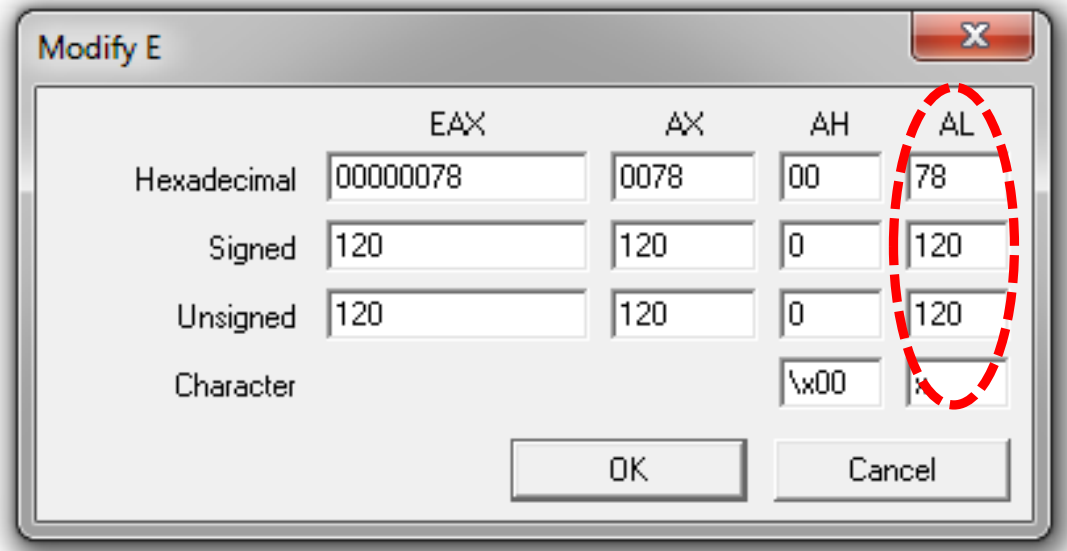 Modify E
EAX AX AH AL
Hexadecimal 00000078 0078 00 78
Signed 120 120 0 120
Unsigned 120 120 0 120
Character \x00 x
OK Cancel